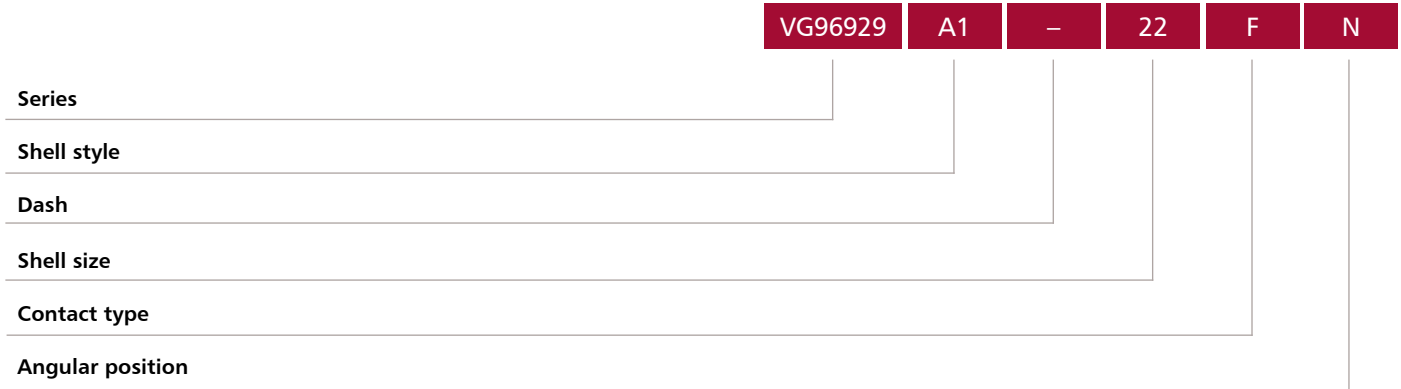 VG96929 A1 – 22 F N
Series
Shell style
Dash
Shell size
Contact type
Angular position